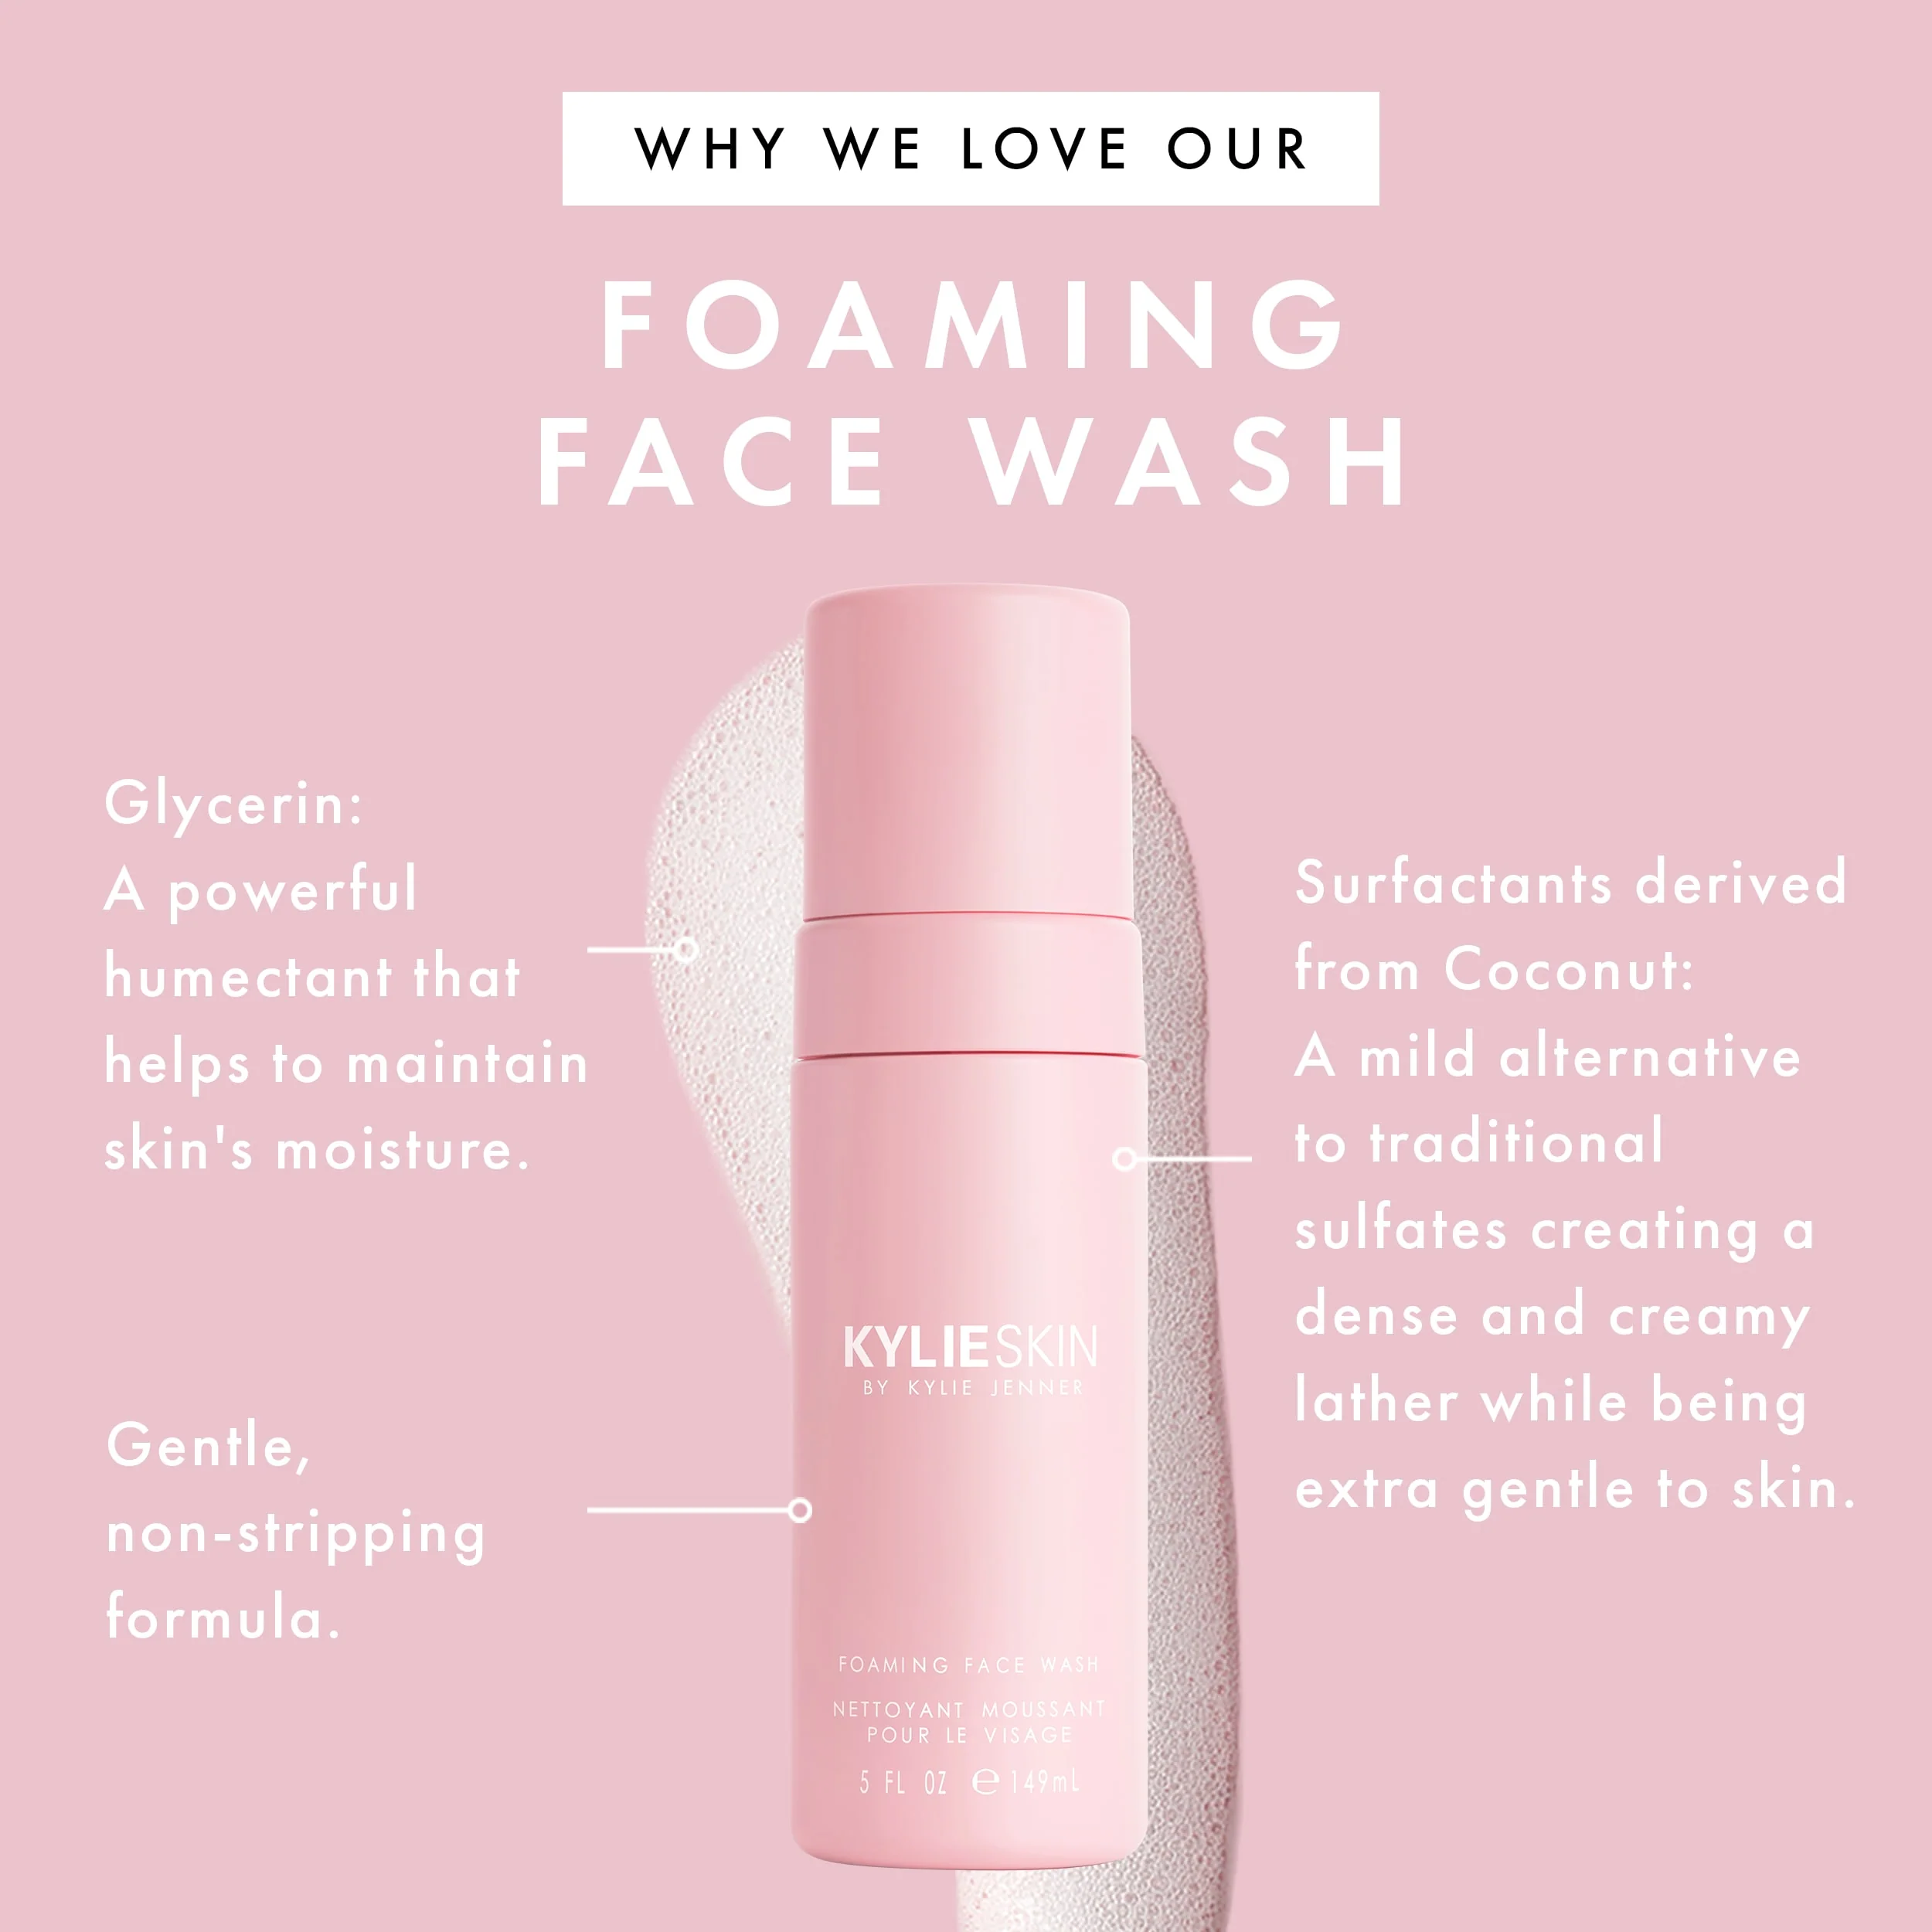 WHY WE LOVE OUR
FOAMING
FACE WASH
Glycerin:
A powerful
humectant that
helps to maintain
skin's moisture.
Gentle,
non-stripping
formula.
Surfactants derived
from Coconut:
A mild alternative
to traditional
sulfates creating a
dense and creamy
lather while being
extra gentle to skin.
KYLIESKIN
BY KYLIE JENNER
FOAMING FACE WASH
NETTOYANT MOUSSANT
POUR LE VISAGE
5 FL OZ ℮ 149mL